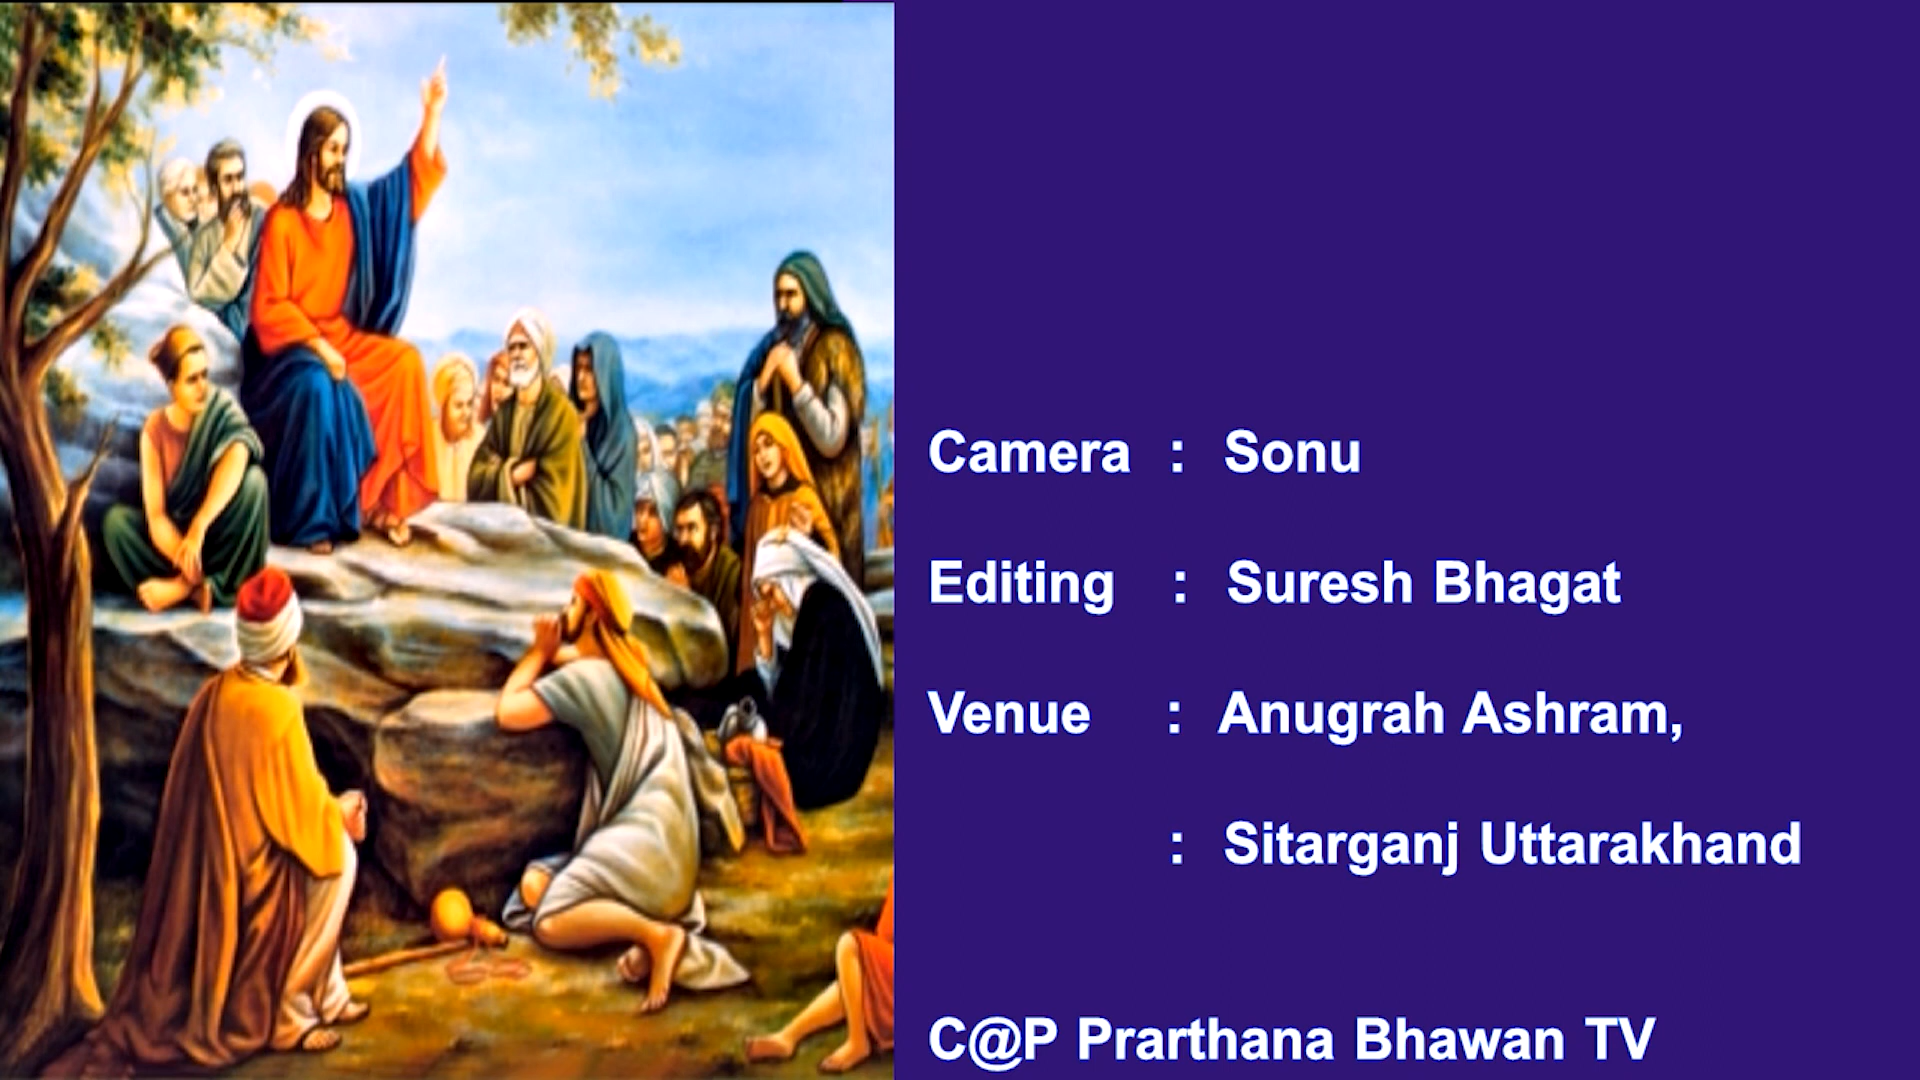 Camera : Sonu
Editing : Suresh Bhagat
Venue : Anugrah Ashram,
: Sitarganj Uttarakhand
C@P Prarthana Bhawan TV